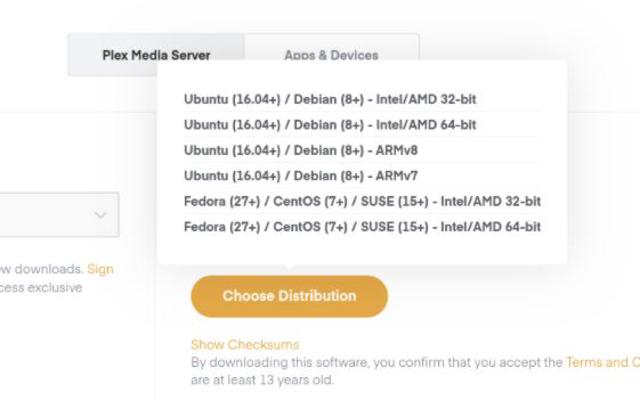 Plex Media Server
Apps & Devices
Ubuntu (16.04+) / Debian (8+) - Intel/AMD 32-bit
Ubuntu (16.04+) / Debian (8+) - Intel/AMD 64-bit
Ubuntu (16.04+) / Debian (8+) - ARMv8
Ubuntu (16.04+) / Debian (8+) - ARMv7
Fedora (27+) / CentOS (7+) / SUSE (15+) - Intel/AMD 32-bit
Fedora (27+) / CentOS (7+) / SUSE (15+) - Intel/AMD 64-bit
ew downloads. Sign
cess exclusive
Choose Distribution
Show Checksums
By downloading this software, you confirm that you accept the Terms and C
are at least 13 years old.